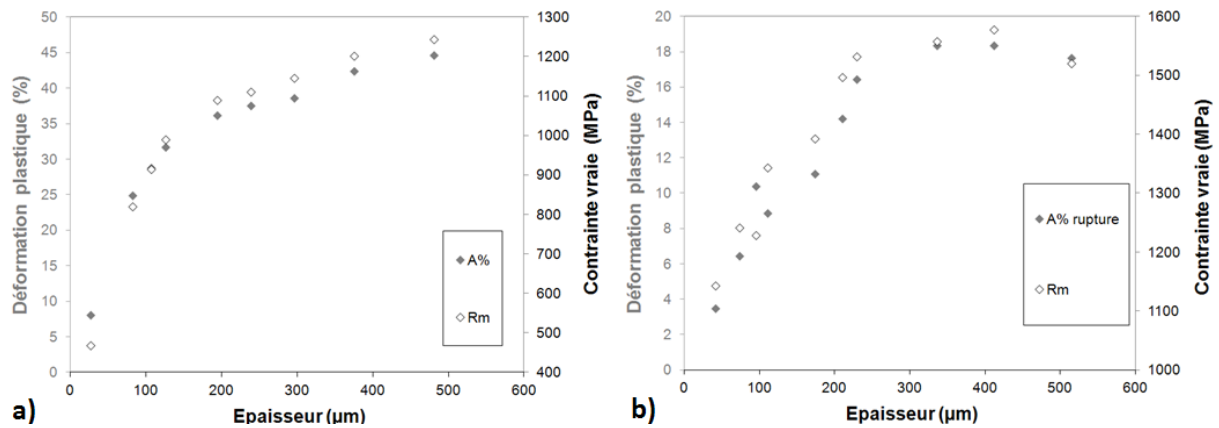 50
45
40
35
30
25
20
15
10
5
0
Déformation plastique (%)
1300
1200
1100
1000
900
800
700
600
500
400
Contrainte vraie (MPa)
A%
Rm
0 100 200 300 400 500 600
Epaisseur (µm)
a)
20
18
16
14
12
10
8
6
4
2
0
Déformation plastique (%)
1600
1500
1400
1300
1200
1100
1000
Contrainte vraie (MPa)
A% rupture
Rm
0 100 200 300 400 500 600
Epaisseur (µm)
b)